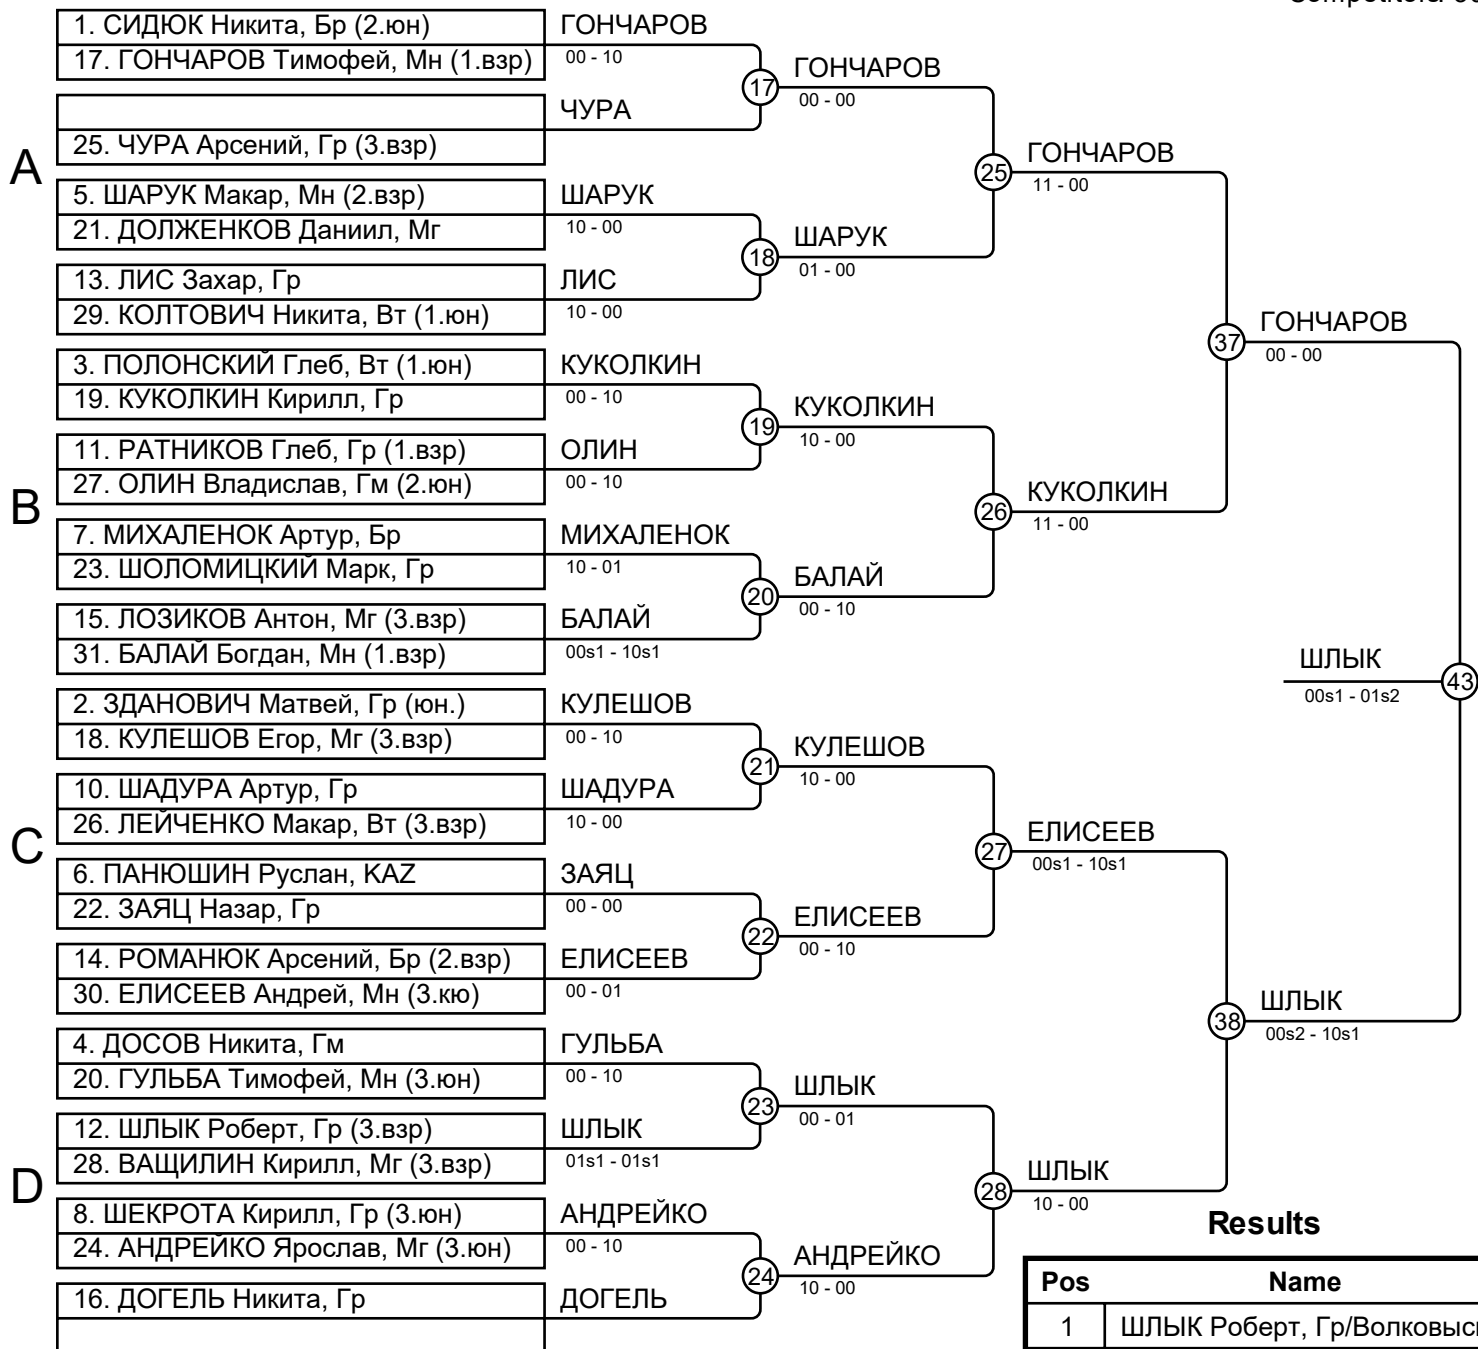 1. СИДЮК Никита, Бр (2.юн)
17. ГОНЧАРОВ Тимофей, Мн (1.взр)
25. ЧУРА Арсений, Гр (3.взр)
A
5. ШАРУК Макар, Мн (2.взр)
21. ДОЛЖЕНКОВ Даниил, Мг
13. ЛИС Захар, Гр
29. КОЛТОВИЧ Никита, Вт (1.юн)
3. ПОЛОНСКИЙ Глеб, Вт (1.юн)
19. КУКОЛКИН Кирилл, Гр
11. РАТНИКОВ Глеб, Гр (1.взр)
27. ОЛИН Владислав, Гм (2.юн)
B
7. МИХАЛЕНОК Артур, Бр
23. ШОЛОМИЦКИЙ Марк, Гр
15. ЛОЗИКОВ Антон, Мг (3.взр)
31. БАЛАЙ Богдан, Мн (1.взр)
2. ЗДАНОВИЧ Матвей, Гр (юн.)
18. КУЛЕШОВ Егор, Мг (3.взр)
10. ШАДУРА Артур, Гр
26. ЛЕЙЧЕНКО Макар, Вт (3.взр)
C
6. ПАНЮШИН Руслан, KAZ
22. ЗАЯЦ Назар, Гр
14. РОМАНЮК Арсений, Бр (2.взр)
30. ЕЛИСЕЕВ Андрей, Мн (3.кю)
4. ДОСОВ Никита, Гм
20. ГУЛЬБА Тимофей, Мн (3.юн)
12. ШЛЫК Роберт, Гр (3.взр)
28. ВАЩИЛИН Кирилл, Мг (3.взр)
D
8. ШЕКРОТА Кирилл, Гр (3.юн)
24. АНДРЕЙКО Ярослав, Мг (3.юн)
16. ДОГЕЛЬ Никита, Гр
ГОНЧАРОВ
00 - 10
ЧУРА
ШАРУК
10 - 00
ЛИС
10 - 00
КУКОЛКИН
00 - 10
ОЛИН
00 - 10
МИХАЛЕНОК
10 - 01
БАЛАЙ
00s1 - 10s1
КУЛЕШОВ
00 - 10
ШАДУРА
10 - 00
ЗАЯЦ
00 - 00
ЕЛИСЕЕВ
00 - 01
ГУЛЬБА
00 - 10
ШЛЫК
01s1 - 01s1
АНДРЕЙКО
00 - 10
ДОГЕЛЬ
17
ГОНЧАРОВ
00 - 00
18
ШАРУК
01 - 00
19
КУКОЛКИН
10 - 00
20
БАЛАЙ
00 - 10
21
КУЛЕШОВ
10 - 00
22
ЕЛИСЕЕВ
00 - 10
23
ШЛЫК
00 - 01
24
АНДРЕЙКО
10 - 00
25
ГОНЧАРОВ
11 - 00
26
КУКОЛКИН
11 - 00
27
ЕЛИСЕЕВ
00s1 - 10s1
28
ШЛЫК
10 - 00
37
ГОНЧАРОВ
00 - 00
38
ШЛЫК
00s2 - 10s1
ШЛЫК
43
00s1 - 01s2
Results
Pos Name
1 ШЛЫК Роберт, Гр/Волковыс